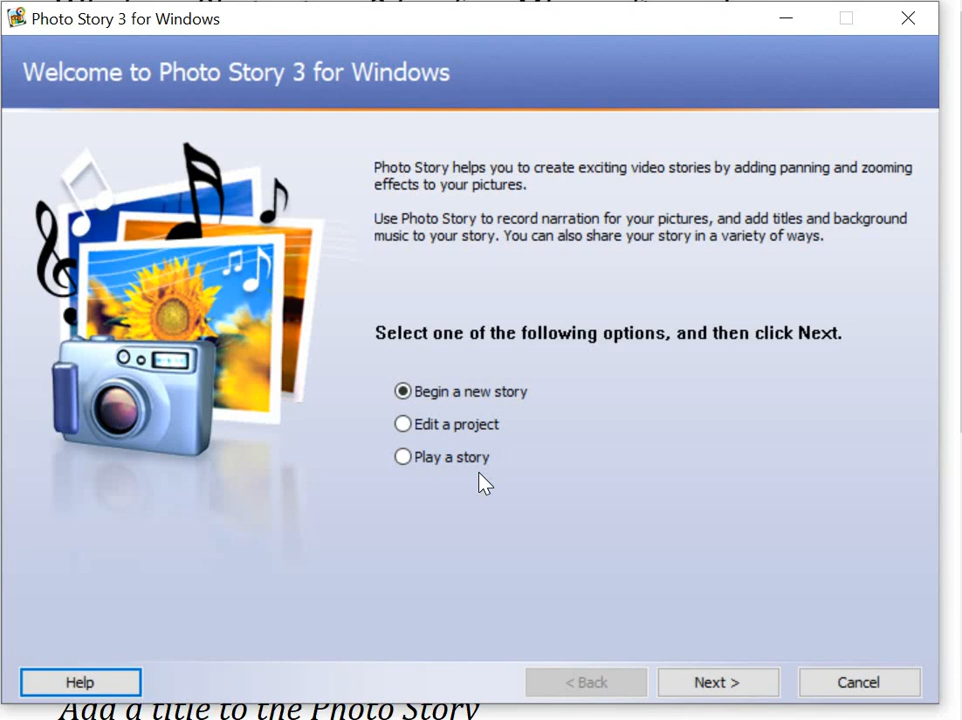 Photo Story 3 for Windows
Welcome to Photo Story 3 for Windows
Photo Story helps you to create exciting video stories by adding panning and zooming
effects to your pictures.
Use Photo Story to record narration for your pictures, and add titles and background
music to your story. You can also share your story in a variety of ways.
Select one of the following options, and then click Next.
Begin a new story
Edit a project
Play a story
Help
< Back
Next >
Cancel
Add a title to the Photo Story